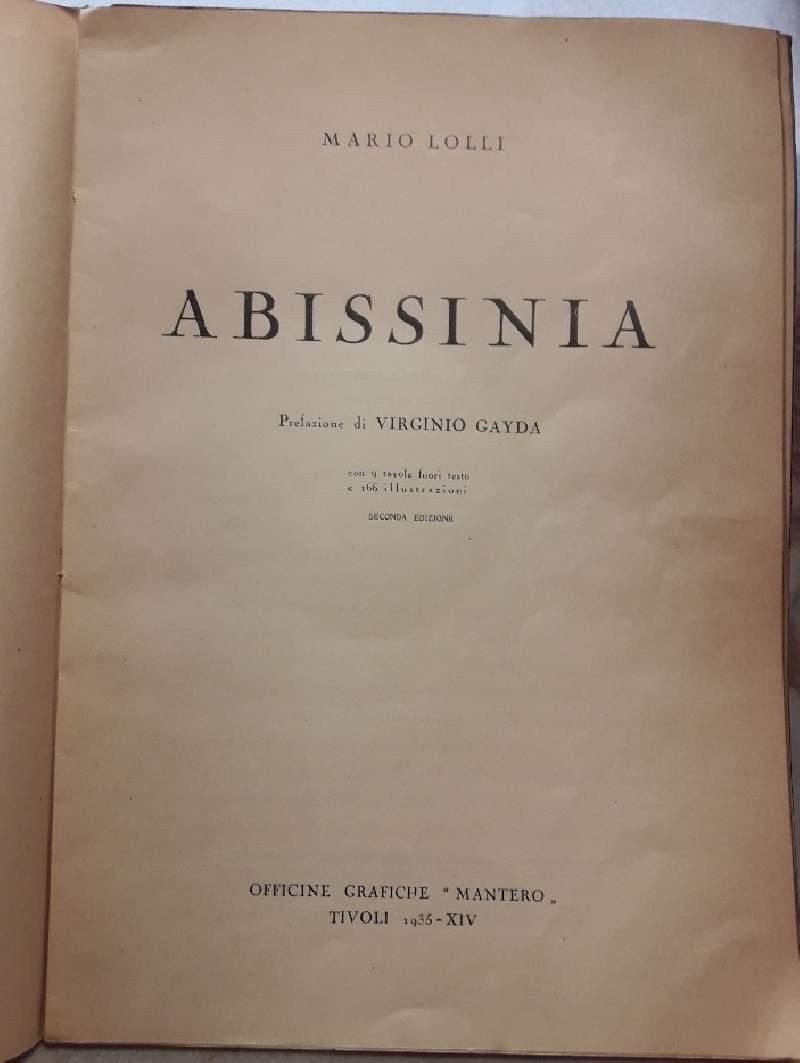 MARIO LOLLI
ABISSINIA
Prefazione di VIRGINIO GAYDA
con 9 tavole fuori testo
e 166 illustrazioni
SECONDA EDIZIONE
OFFICINE GRAFICHE "MANTERO„
TIVOLI 1935-XIV